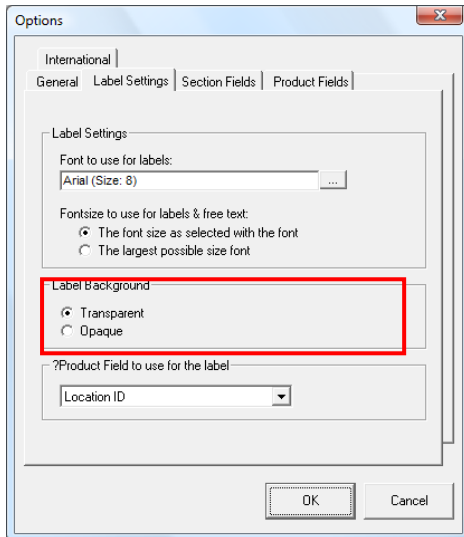 Options
International
General Label Settings Section Fields Product Fields
Label Settings
Font to use for labels:
Arial (Size: 8) ...
Fontsize to use for labels & free text:
The font size as selected with the font
The largest possible size font
Label Background
Transparent
Opaque
?Product Field to use for the label
Location ID
OK Cancel